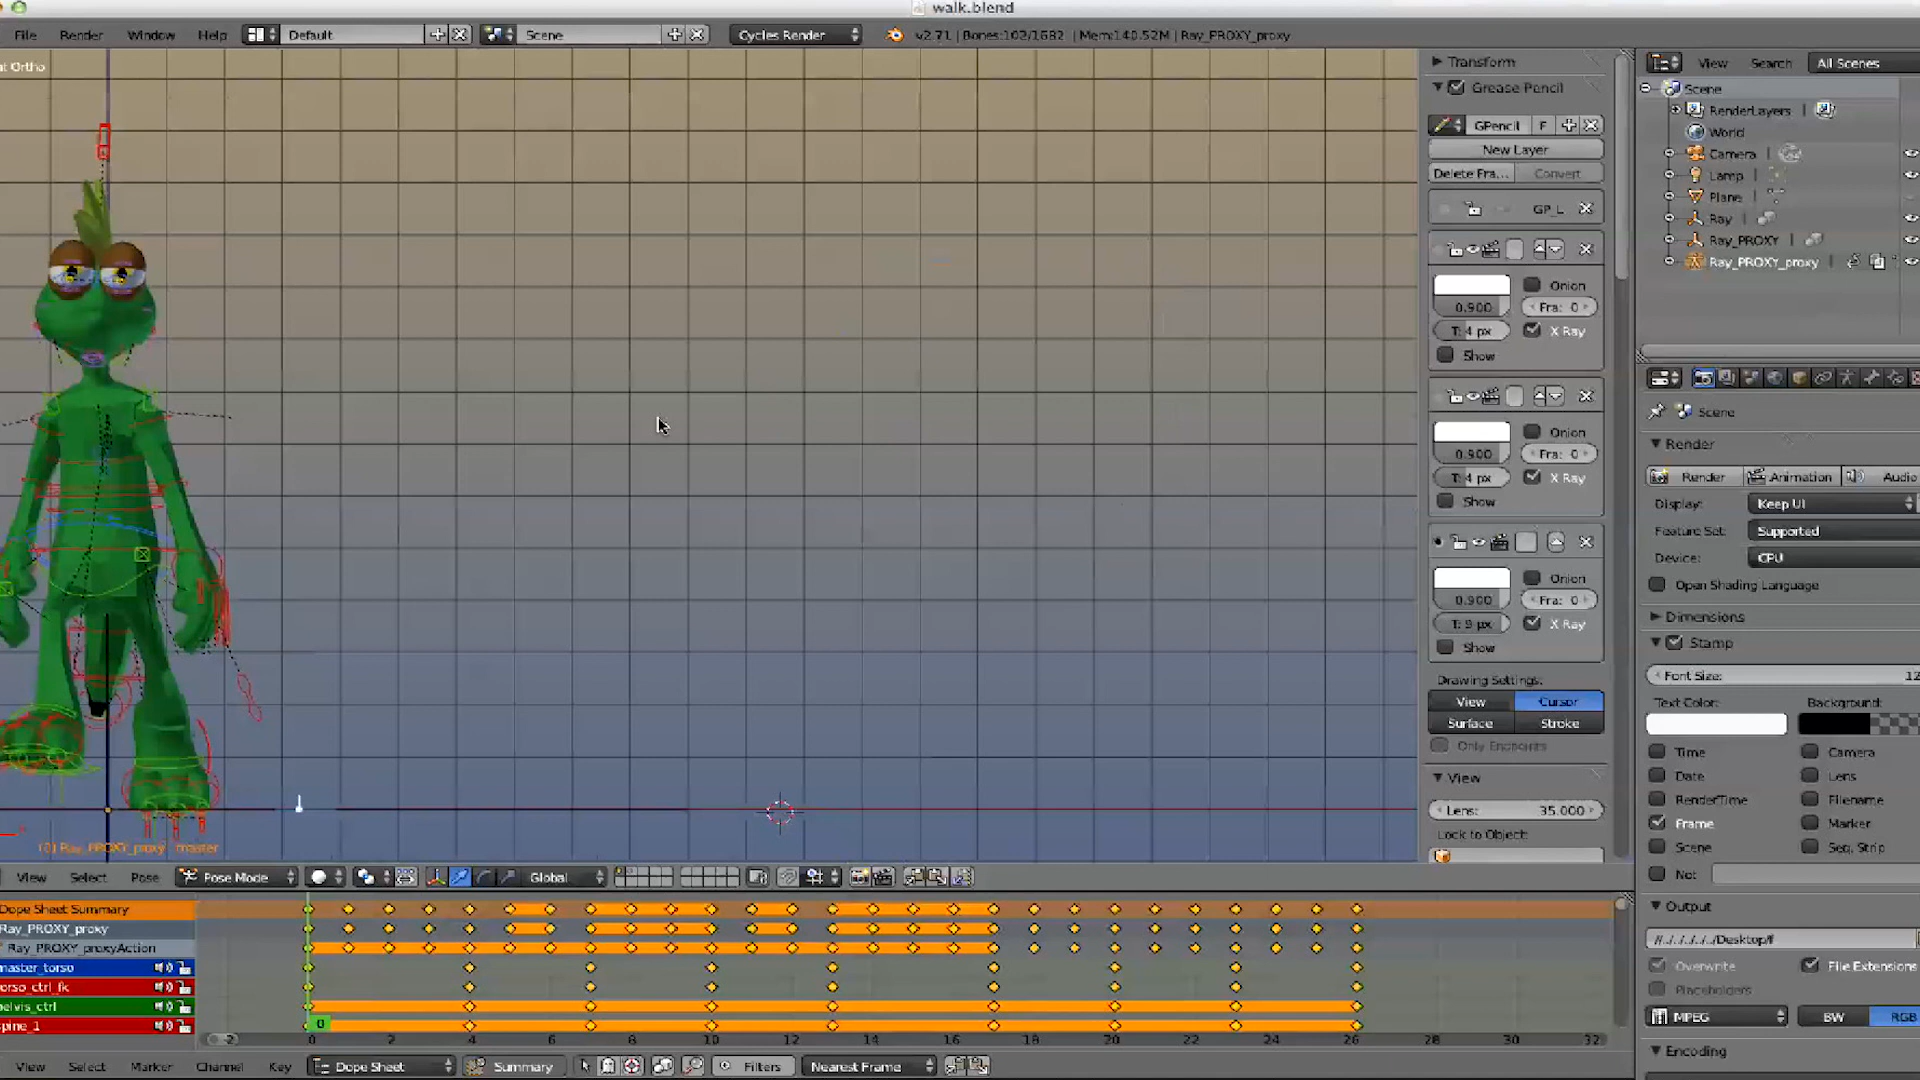 walk.blend
File Render Window Help Default Scene Cycles Render v2.71 | Bones:102/1682 | Mem:140.52M | Ray_PROXY_proxy
Ortho
Transform
Grease Pencil
GPencil F
New Layer
Delete Fra... Convert
GP_L
Onion
0.900 Fra: 0
T: 4 px X Ray
Show
Onion
0.900 Fra: 0
T: 4 px X Ray
Show
Onion
0.900 Fra: 0
T: 9 px X Ray
Show
Drawing Settings:
View Cursor
Surface Stroke
Only Endpoints
View
Lens: 35.000
Lock to Object:
View Search All Scenes
Scene
RenderLayers
World
Camera
Lamp
Plane
Ray
Ray_PROXY
Ray_PROXY_proxy
Scene
Render
Render Animation Audio
Display: Keep UI
Feature Set: Supported
Device: CPU
Open Shading Language
Dimensions
Stamp
Font Size: 12
Text Color: Background:
Time Camera
Date Lens
RenderTime Filename
Frame Marker
Scene Seq. Strip
Not
Output
//../../../../Desktop/f
Overwrite File Extensions
Placeholders
MPEG BW RGB
Encoding
(0) Ray_PROXY_proxy master
View Select Pose Pose Mode Global
Dope Sheet Summary
Ray_PROXY_proxy
Ray_PROXY_proxyAction
master_torso
torso_ctrl_fk
pelvis_ctrl
spine_1
0
-2 0 2 4 6 8 10 12 14 16 18 20 22 24 26 28 30 32
View Select Marker Channel Key Dope Sheet Summary Filters Nearest Frame